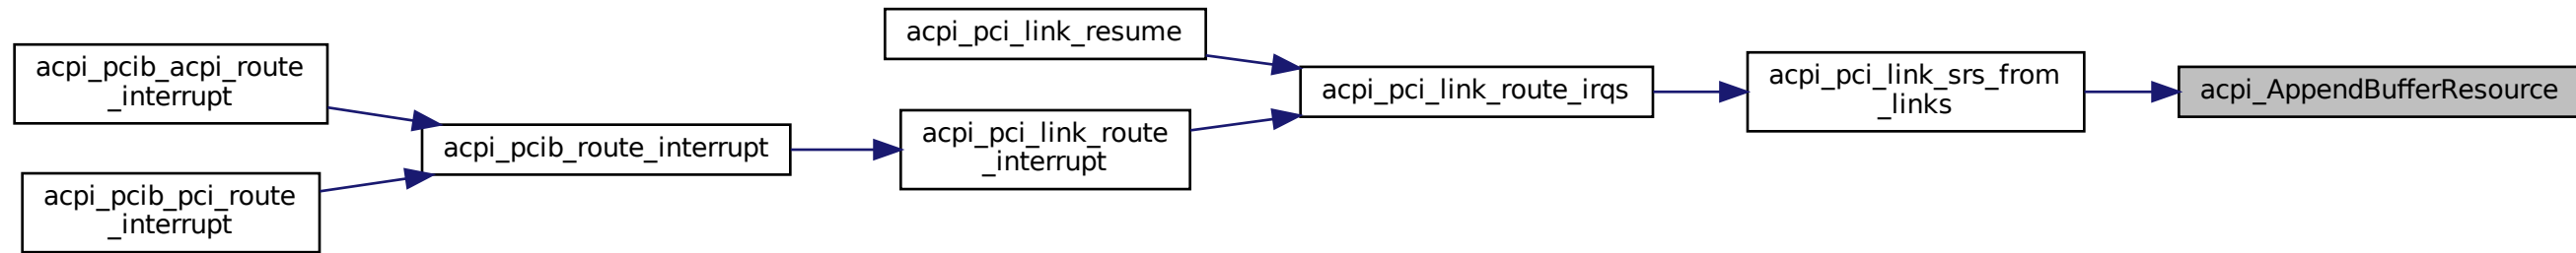 acpi_pcib_acpi_route
_interrupt
acpi_pcib_pci_route
_interrupt
acpi_pcib_route_interrupt
acpi_pci_link_resume
acpi_pci_link_route
_interrupt
acpi_pci_link_route_irqs
acpi_pci_link_srs_from
_links
acpi_AppendBufferResource